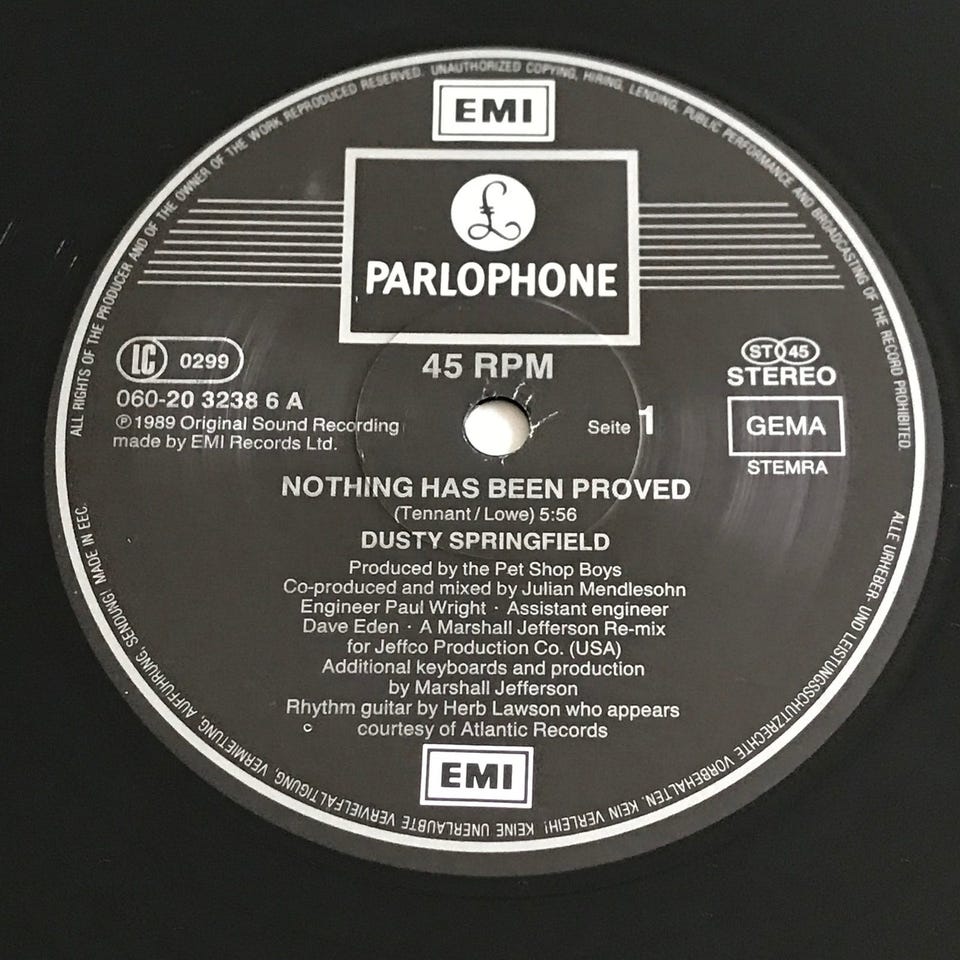 ALL RIGHTS OF THE PRODUCER AND OF THE OWNER OF THE WORK REPRODUCED RESERVED. UNAUTHORIZED COPYING, HIRING, LENDING, PUBLIC PERFORMANCE AND BROADCASTING OF THE RECORD PROHIBITED.
EMI
£
PARLOPHONE
45 RPM
LC 0299
060-20 3238 6 A
℗ 1989 Original Sound Recording
made by EMI Records Ltd.
Seite 1
ST 45
STEREO
GEMA
STEMRA
NOTHING HAS BEEN PROVED
(Tennant/Lowe) 5:56
DUSTY SPRINGFIELD
Produced by the Pet Shop Boys
Co-produced and mixed by Julian Mendlesohn
Engineer Paul Wright · Assistant engineer
Dave Eden · A Marshall Jefferson Re-mix
for Jeffco Production Co. (USA)
Additional keyboards and production
by Marshall Jefferson
Rhythm guitar by Herb Lawson who appears
c courtesy of Atlantic Records
EMI
ALLE URHEBER- UND LEISTUNGSSCHUTZRECHTE VORBEHALTEN. KEIN VERLEIH! KEINE UNERLAUBTE VERVIELFÄLTIGUNG, VERMIETUNG, AUFFÜHRUNG, SENDUNG! MADE IN EEC.